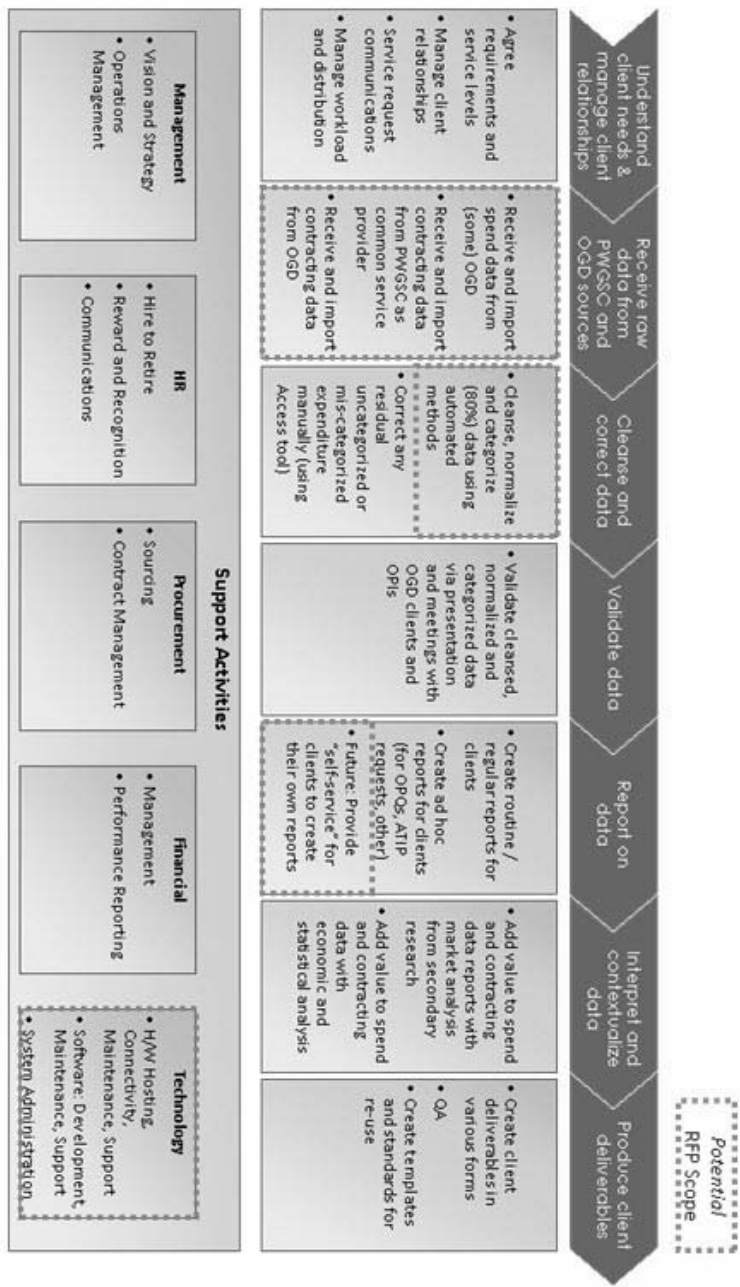 Potential
RFP Scope
Understand
client needs &
manage client
relationships
Receive raw
data from
PWGSC and
OGD sources
Cleanse and
correct data
Validate data
Report on
data
Interpret and
contextualize
data
Produce client
deliverables
• Agree
requirements and
service levels
• Manage client
relationships
• Service request
communications
• Manage workload
and distribution
• Receive and import
spend data from
(some) OGD
• Receive and import
contracting data
from PWGSC as
common service
provider
• Receive and import
contracting data
from OGD
• Cleanse, normalize
and categorize
(80%) data using
automated
methods
• Correct any
residual
uncategorized or
mis-categorized
expenditure
manually (using
Access tool)
• Validate cleansed,
normalized and
categorized data
via presentation
and meetings with
OGD clients and
OPIs
• Create routine /
regular reports for
clients
• Create ad hoc
reports for clients
(for OPQs, ATIP
requests, other)
• Future: Provide
"self-service" for
clients to create
their own reports
• Add value to spend
and contracting
data reports with
market analysis
from secondary
research
• Add value to spend
and contracting
data with
economic and
statistical analysis
• Create client
deliverables in
various forms
• QA
• Create templates
and standards for
re-use
Support Activities
Management
• Vision and Strategy
• Operations
Management
HR
• Hire to Retire
• Reward and Recognition
• Communications
Procurement
• Sourcing
• Contract Management
Financial
• Management
• Performance Reporting
Technology
• H/W Hosting,
Connectivity,
Maintenance, Support
• Software: Development,
Maintenance, Support
• System Administration